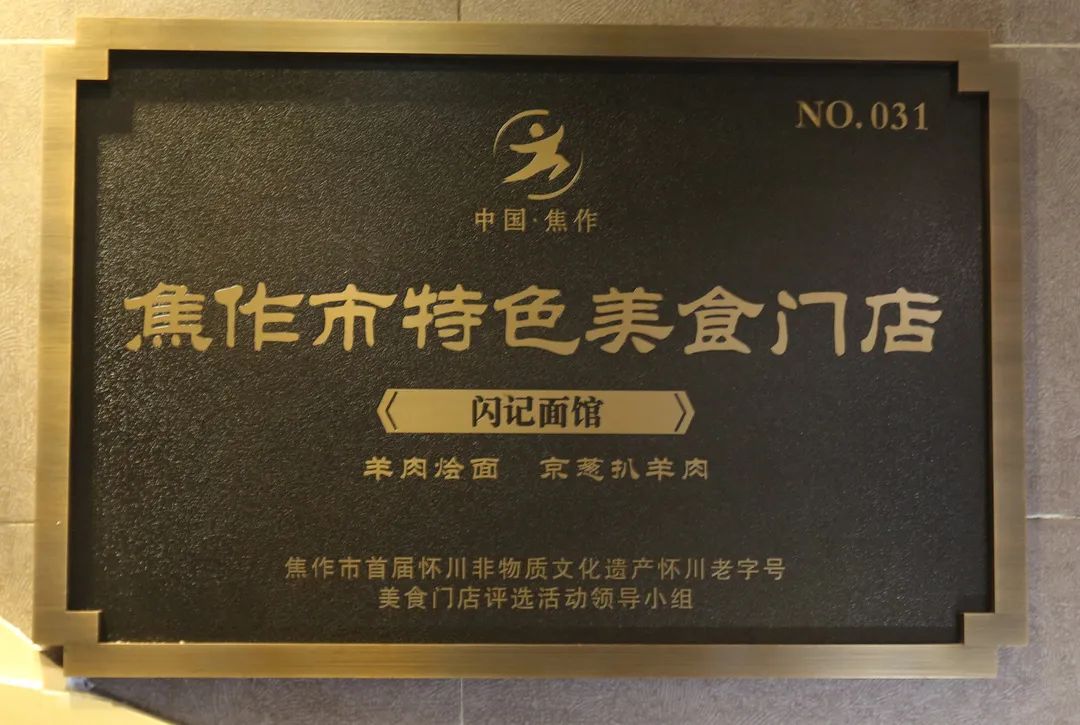 NO.031
中国·焦作
焦作市特色美食门店
闪记面馆
羊肉烩面 京葱扒羊肉
焦作市首届怀川非物质文化遗产怀川老字号
美食门店评选活动领导小组